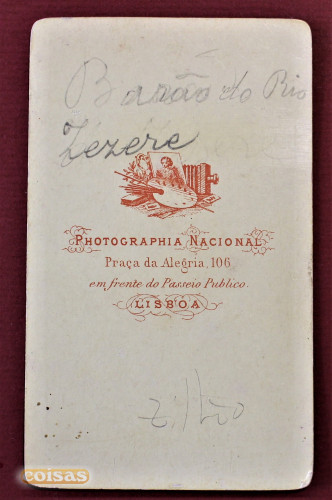 Barão do Rio
Zezere
PHOTOGRAPHIA NACIONAL
Praça da Alegria, 106
em frente do Passeio Publico.
LISBOA
coisas